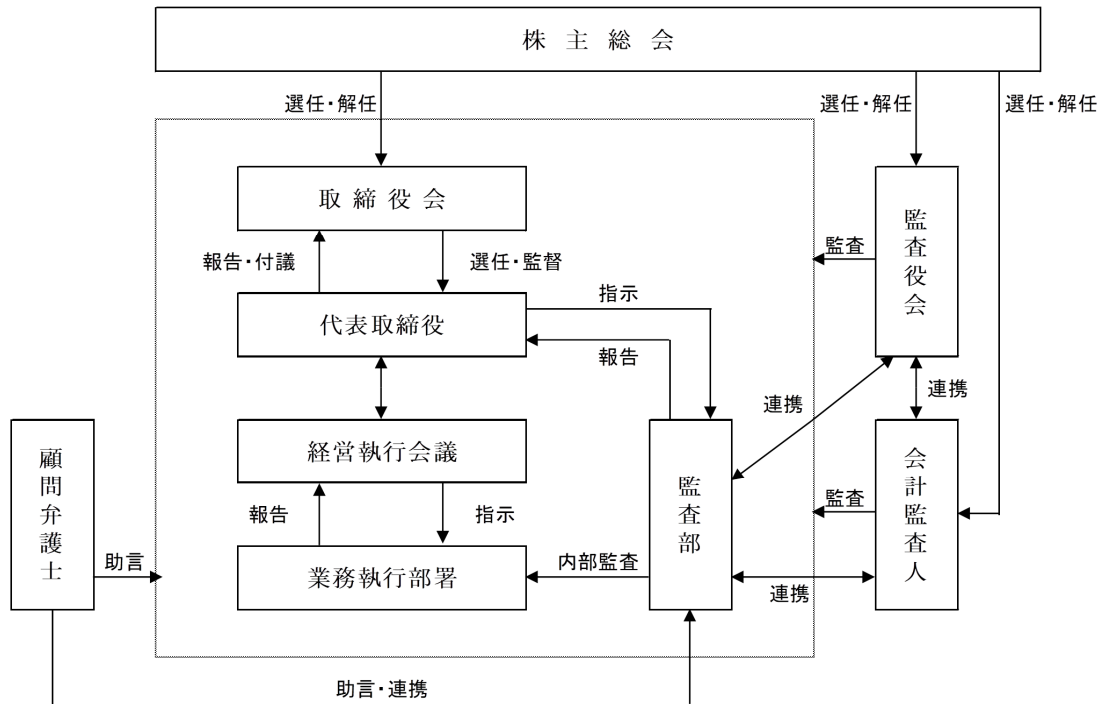 株主総会
選任・解任
選任・解任
選任・解任
取締役会
監査役会
報告・付議
選任・監督
監査
代表取締役
指示
報告
連携
連携
経営執行会議
顧問弁護士
監査部
会計監査人
報告
指示
監査
助言
業務執行部署
内部監査
連携
助言・連携